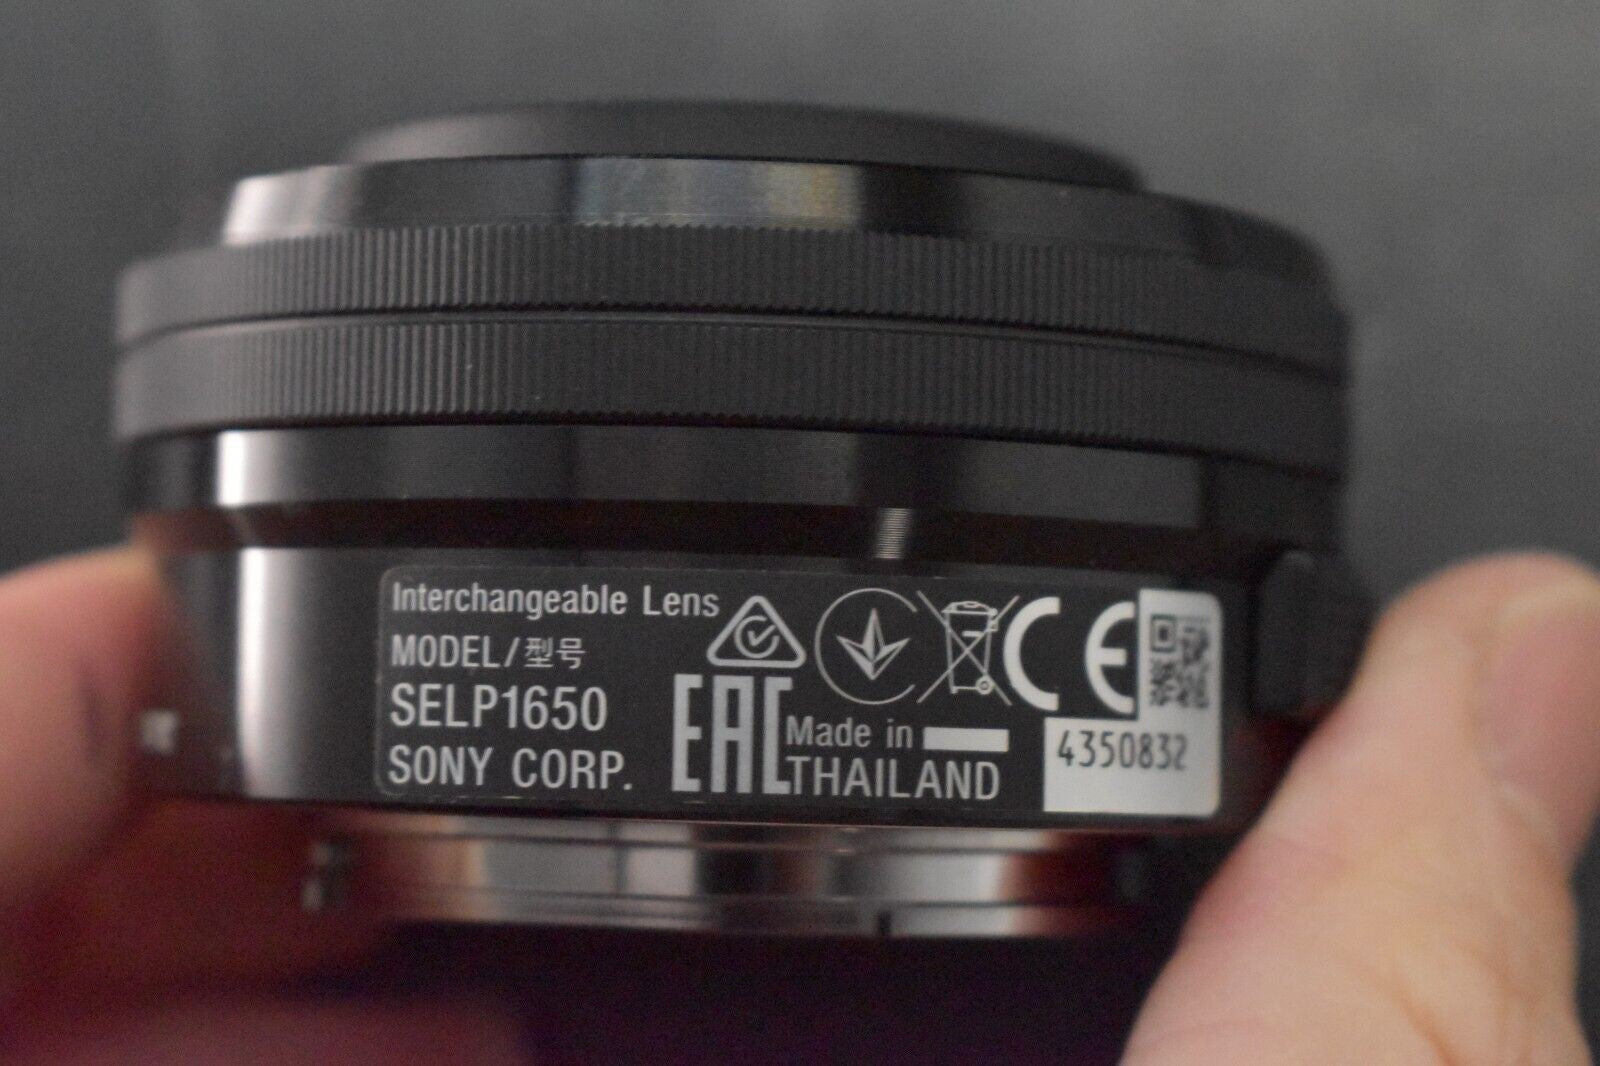 Interchangeable Lens
MODEL/型号
SELP1650
SONY CORP.
EAC
CE
Made in
THAILAND
4350832